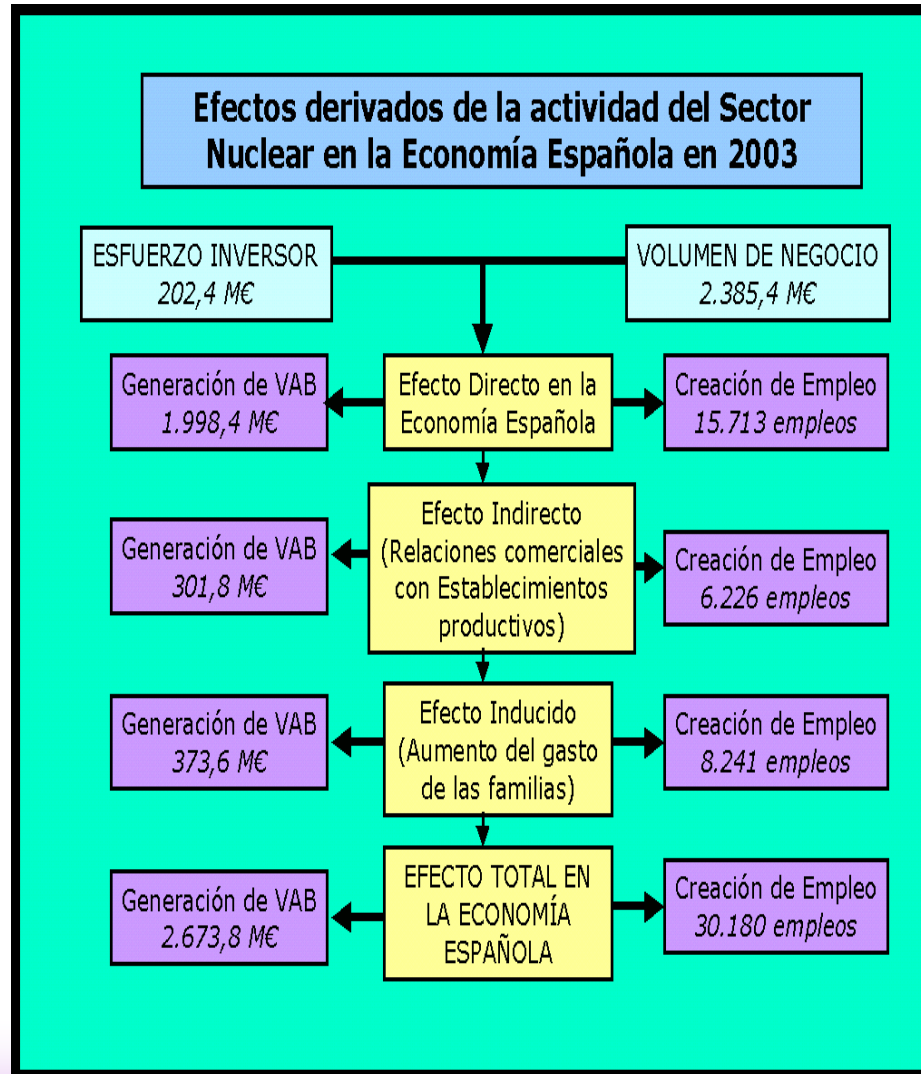 Efectos derivados de la actividad del Sector
Nuclear en la Economía Española en 2003
ESFUERZO INVERSOR
202,4 M€
VOLUMEN DE NEGOCIO
2.385,4 M€
Generación de VAB
1.998,4 M€
Efecto Directo en la
Economía Española
Creación de Empleo
15.713 empleos
Generación de VAB
301,8 M€
Efecto Indirecto
(Relaciones comerciales
con Establecimientos
productivos)
Creación de Empleo
6.226 empleos
Generación de VAB
373,6 M€
Efecto Inducido
(Aumento del gasto
de las familias)
Creación de Empleo
8.241 empleos
Generación de VAB
2.673,8 M€
EFECTO TOTAL EN
LA ECONOMÍA
ESPAÑOLA
Creación de Empleo
30.180 empleos